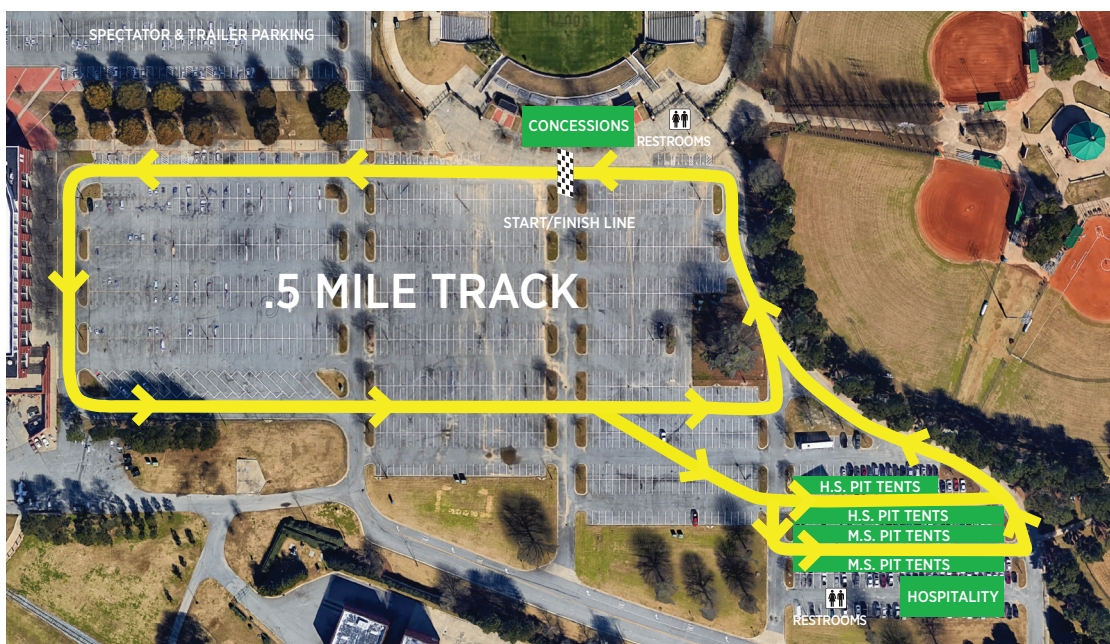 SPECTATOR & TRAILER PARKING
CONCESSIONS
RESTROOMS
START/FINISH LINE
.5 MILE TRACK
H.S. PIT TENTS
H.S. PIT TENTS
M.S. PIT TENTS
M.S. PIT TENTS
HOSPITALITY
RESTROOMS